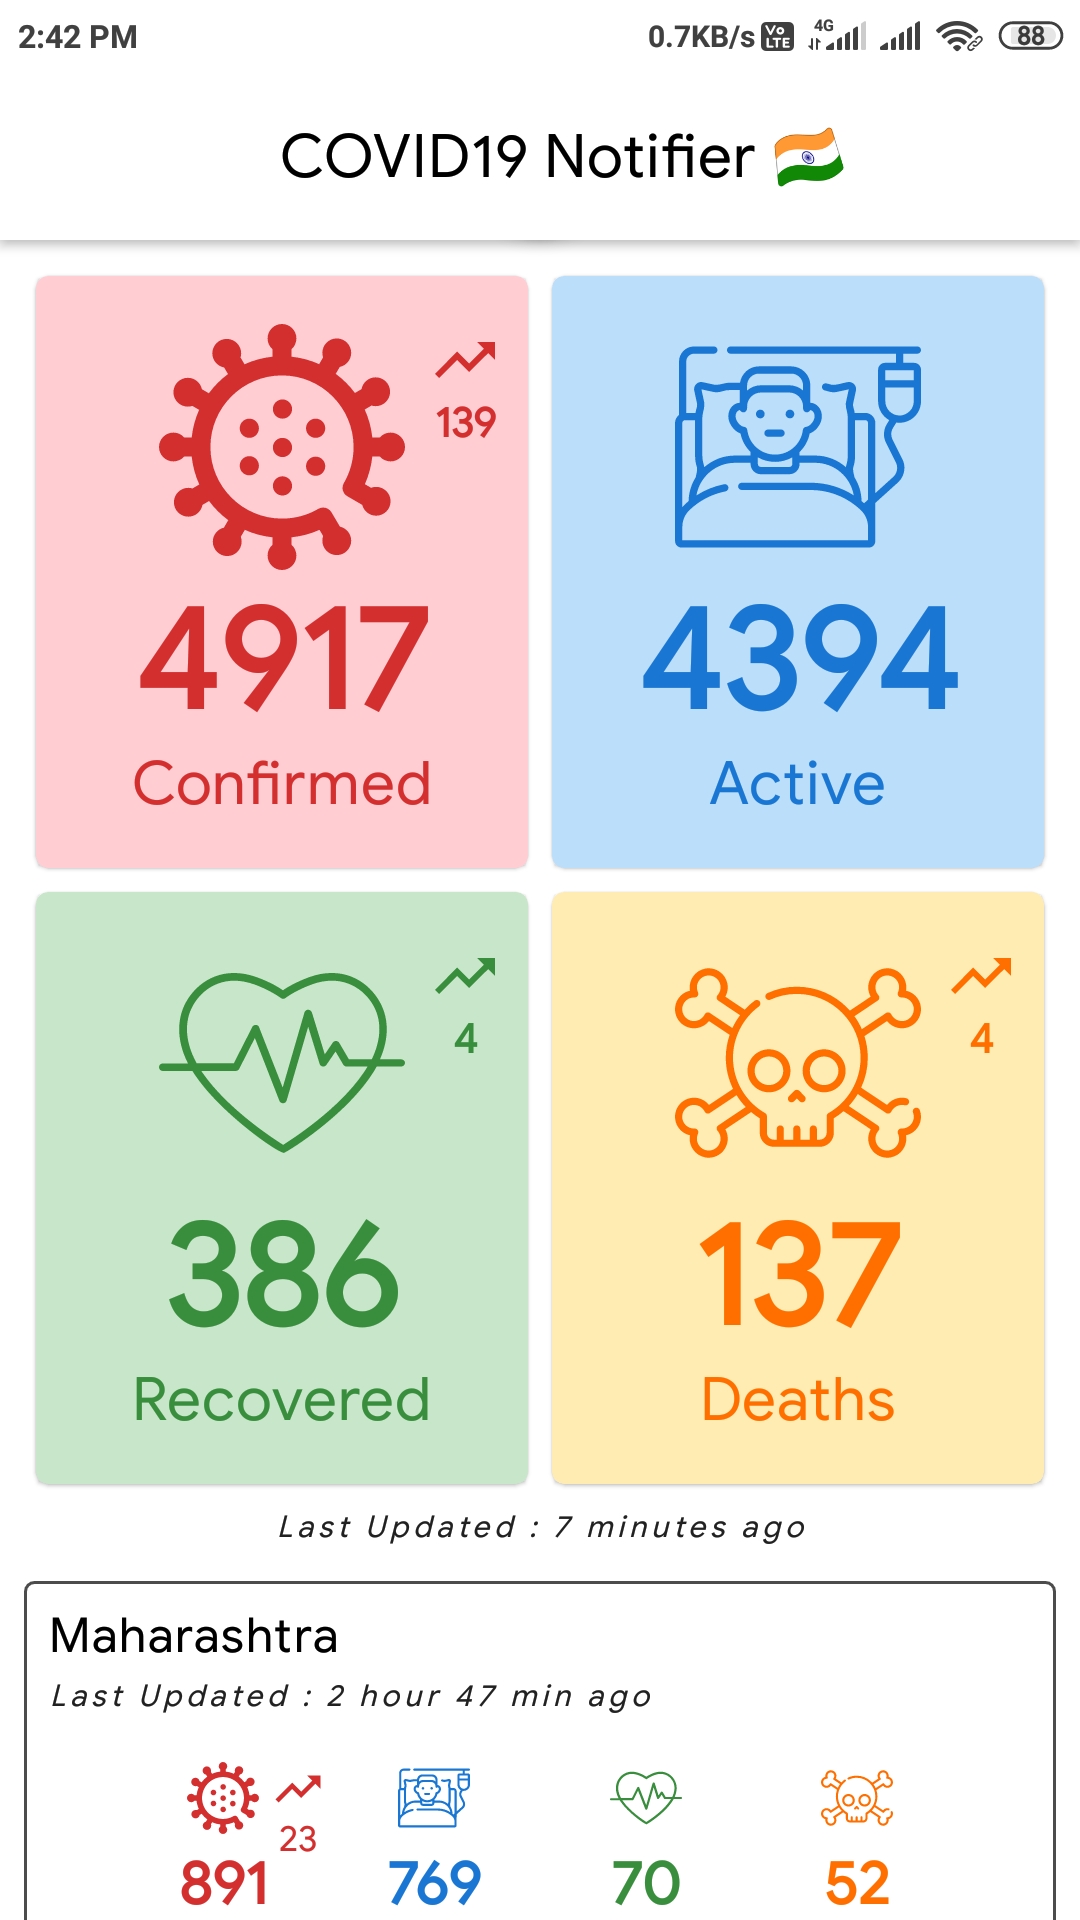 2:42 PM 0.7KB/s Vo LTE 4G 88
COVID19 Notifier 🇮🇳
139
4917
Confirmed
4394
Active
4
386
Recovered
4
137
Deaths
Last Updated : 7 minutes ago
Maharashtra
Last Updated : 2 hour 47 min ago
23
891 769 70 52